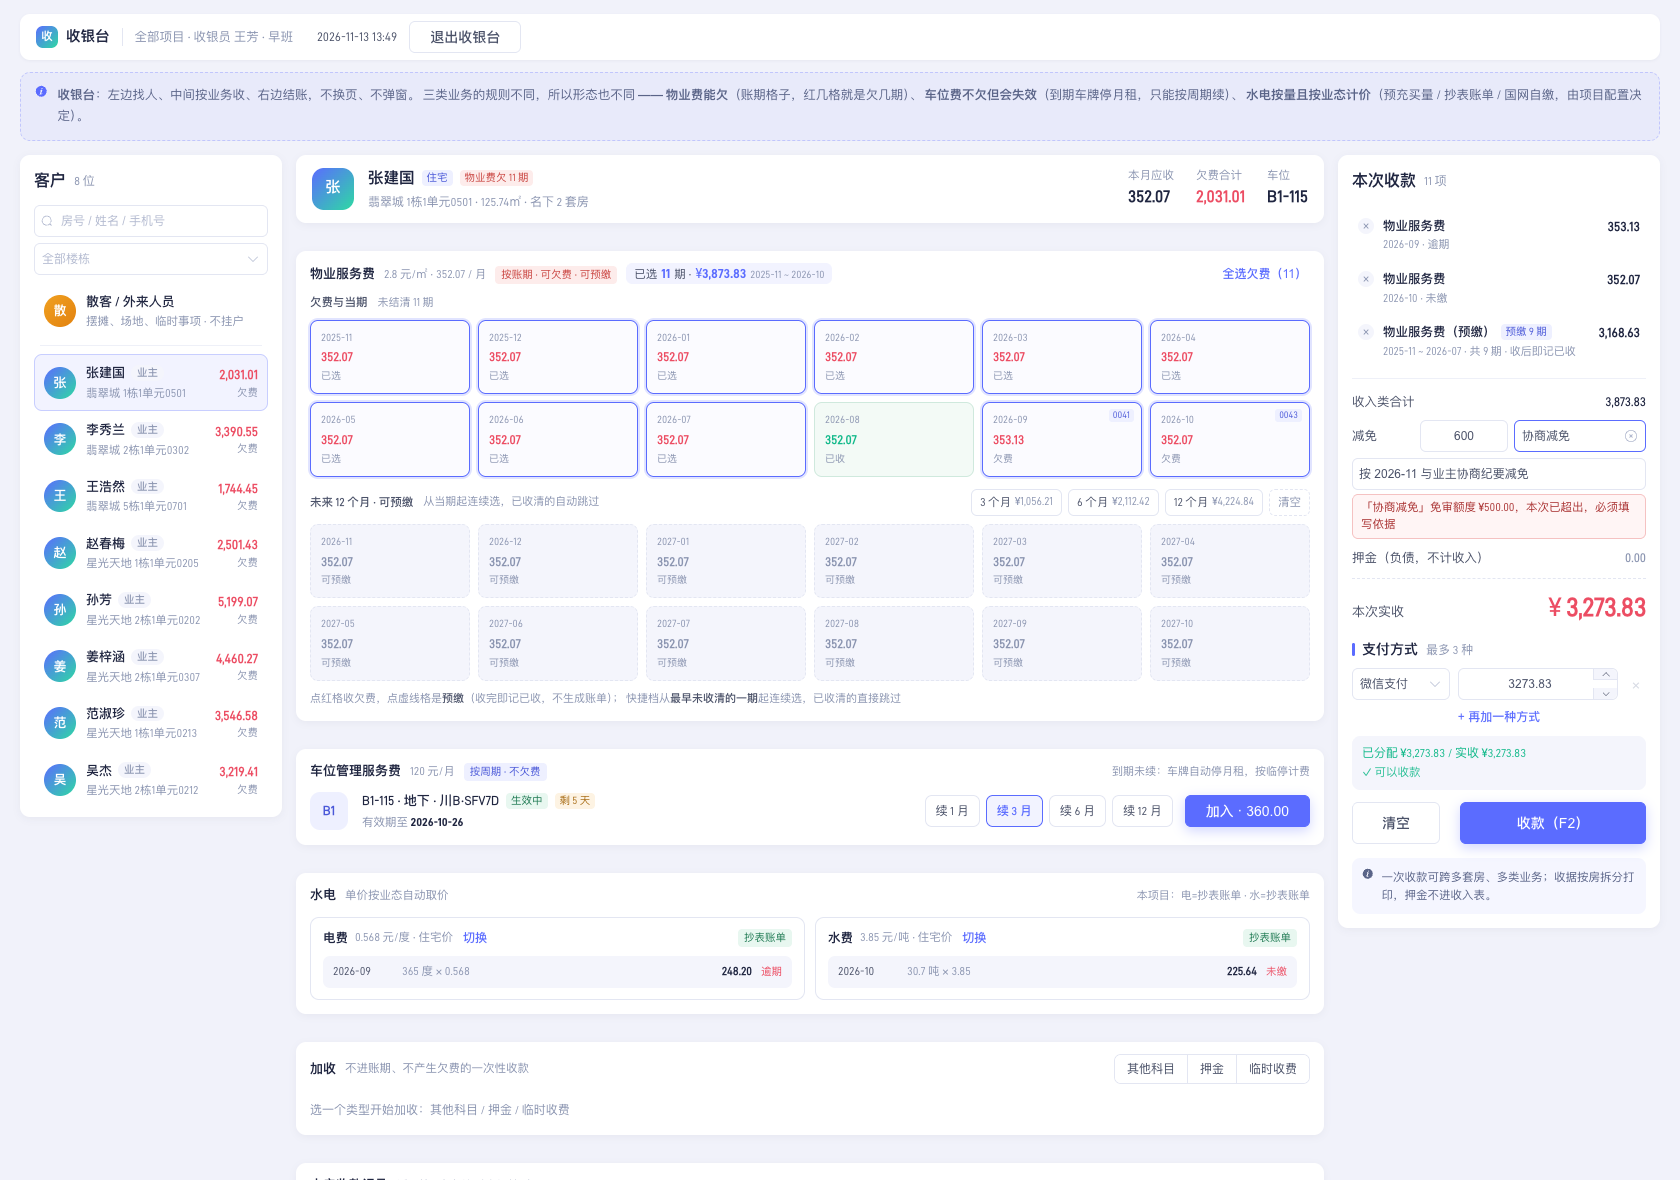 收 收银台 全部项目 · 收银员 王芳 · 早班 2026-11-13 13:49 退出收银台
收银台：左边找人、中间按业务收、右边结账，不换页、不弹窗。 三类业务的规则不同，所以形态也不同 —— 物业费能欠（账期格子，红几格就是欠几期）、 车位费不欠但会失效（到期车牌停月租，只能按周期续）、 水电按量且按业态计价（预充买量 / 抄表账单 / 国网自缴，由项目配置决
定）。
客户 8 位
房号 / 姓名 / 手机号
全部楼栋
散 散客 / 外来人员
摆摊、场地、临时事项 · 不挂户
张 张建国 业主 2,031.01
翡翠城 1栋1单元0501 欠费
李 李秀兰 业主 3,390.55
翡翠城 2栋1单元0302 欠费
王 王浩然 业主 1,744.45
翡翠城 5栋1单元0701 欠费
赵 赵春梅 业主 2,501.43
星光天地 1栋1单元0205 欠费
孙 孙芳 业主 5,199.07
星光天地 2栋1单元0202 欠费
姜 姜梓涵 业主 4,460.27
星光天地 2栋1单元0307 欠费
范 范淑珍 业主 3,546.58
星光天地 1栋1单元0213 欠费
吴 吴杰 业主 3,219.41
星光天地 2栋1单元0212 欠费
张 张建国 住宅 物业费欠 11 期
翡翠城 1栋1单元0501 · 125.74㎡ · 名下 2 套房
本月应收 欠费合计 车位
352.07 2,031.01 B1-115
物业服务费 2.8 元/㎡ · 352.07 / 月 按账期 · 可欠费 · 可预缴 已选 11 期 · ¥3,873.83 2025-11 ~ 2026-10 全选欠费（11）
欠费与当期 未结清 11 期
2025-11 2025-12 2026-01 2026-02 2026-03 2026-04
352.07 352.07 352.07 352.07 352.07 352.07
已选 已选 已选 已选 已选 已选
2026-05 2026-06 2026-07 2026-08 2026-09 0041 2026-10 0043
352.07 352.07 352.07 352.07 353.13 352.07
已选 已选 已选 已收 欠费 欠费
未来 12 个月 · 可预缴 从当期起连续选，已收清的自动跳过 3 个月 ¥1,056.21 6 个月 ¥2,112.42 12 个月 ¥4,224.84 清空
2026-11 2026-12 2027-01 2027-02 2027-03 2027-04
352.07 352.07 352.07 352.07 352.07 352.07
可预缴 可预缴 可预缴 可预缴 可预缴 可预缴
2027-05 2027-06 2027-07 2027-08 2027-09 2027-10
352.07 352.07 352.07 352.07 352.07 352.07
可预缴 可预缴 可预缴 可预缴 可预缴 可预缴
点红格收欠费，点虚线格是预缴（收完即记已收，不生成账单）； 快捷档从最早未收清的一期起连续选，已收清的直接跳过
车位管理服务费 120 元/月 按周期 · 不欠费 到期未续：车牌自动停月租，按临停计费
B1 B1-115 · 地下 · 川B·SFV7D 生效中 剩 5 天
有效期至 2026-10-26
续 1 月 续 3 月 续 6 月 续 12 月 加入 · 360.00
水电 单价按业态自动取价 本项目：电=抄表账单 · 水=抄表账单
电费 0.568 元/度 · 住宅价 切换 抄表账单
2026-09 365 度 × 0.568 248.20 逾期
水费 3.85 元/吨 · 住宅价 切换 抄表账单
2026-10 30.7 吨 × 3.85 225.64 未缴
加收 不进账期、不产生欠费的一次性收款 其他科目 押金 临时收费
选一个类型开始加收：其他科目 / 押金 / 临时收费
本次收款 11 项
× 物业服务费 353.13
2026-09 · 逾期
× 物业服务费 352.07
2026-10 · 未缴
× 物业服务费（预缴） 预缴 9 期 3,168.63
2025-11 ~ 2026-07 · 共 9 期 · 收后即记已收
收入类合计 3,873.83
减免 600 协商减免
按 2026-11 与业主协商纪要减免
「协商减免」免审额度 ¥500.00，本次已超出，必须填
写依据
押金（负债，不计收入） 0.00
本次实收 ¥ 3,273.83
支付方式 最多 3 种
微信支付 3273.83 ×
+ 再加一种方式
已分配 ¥3,273.83 / 实收 ¥3,273.83
✓ 可以收款
清空 收款（F2）
一次收款可跨多套房、多类业务；收据按房拆分打
印，押金不进收入表。